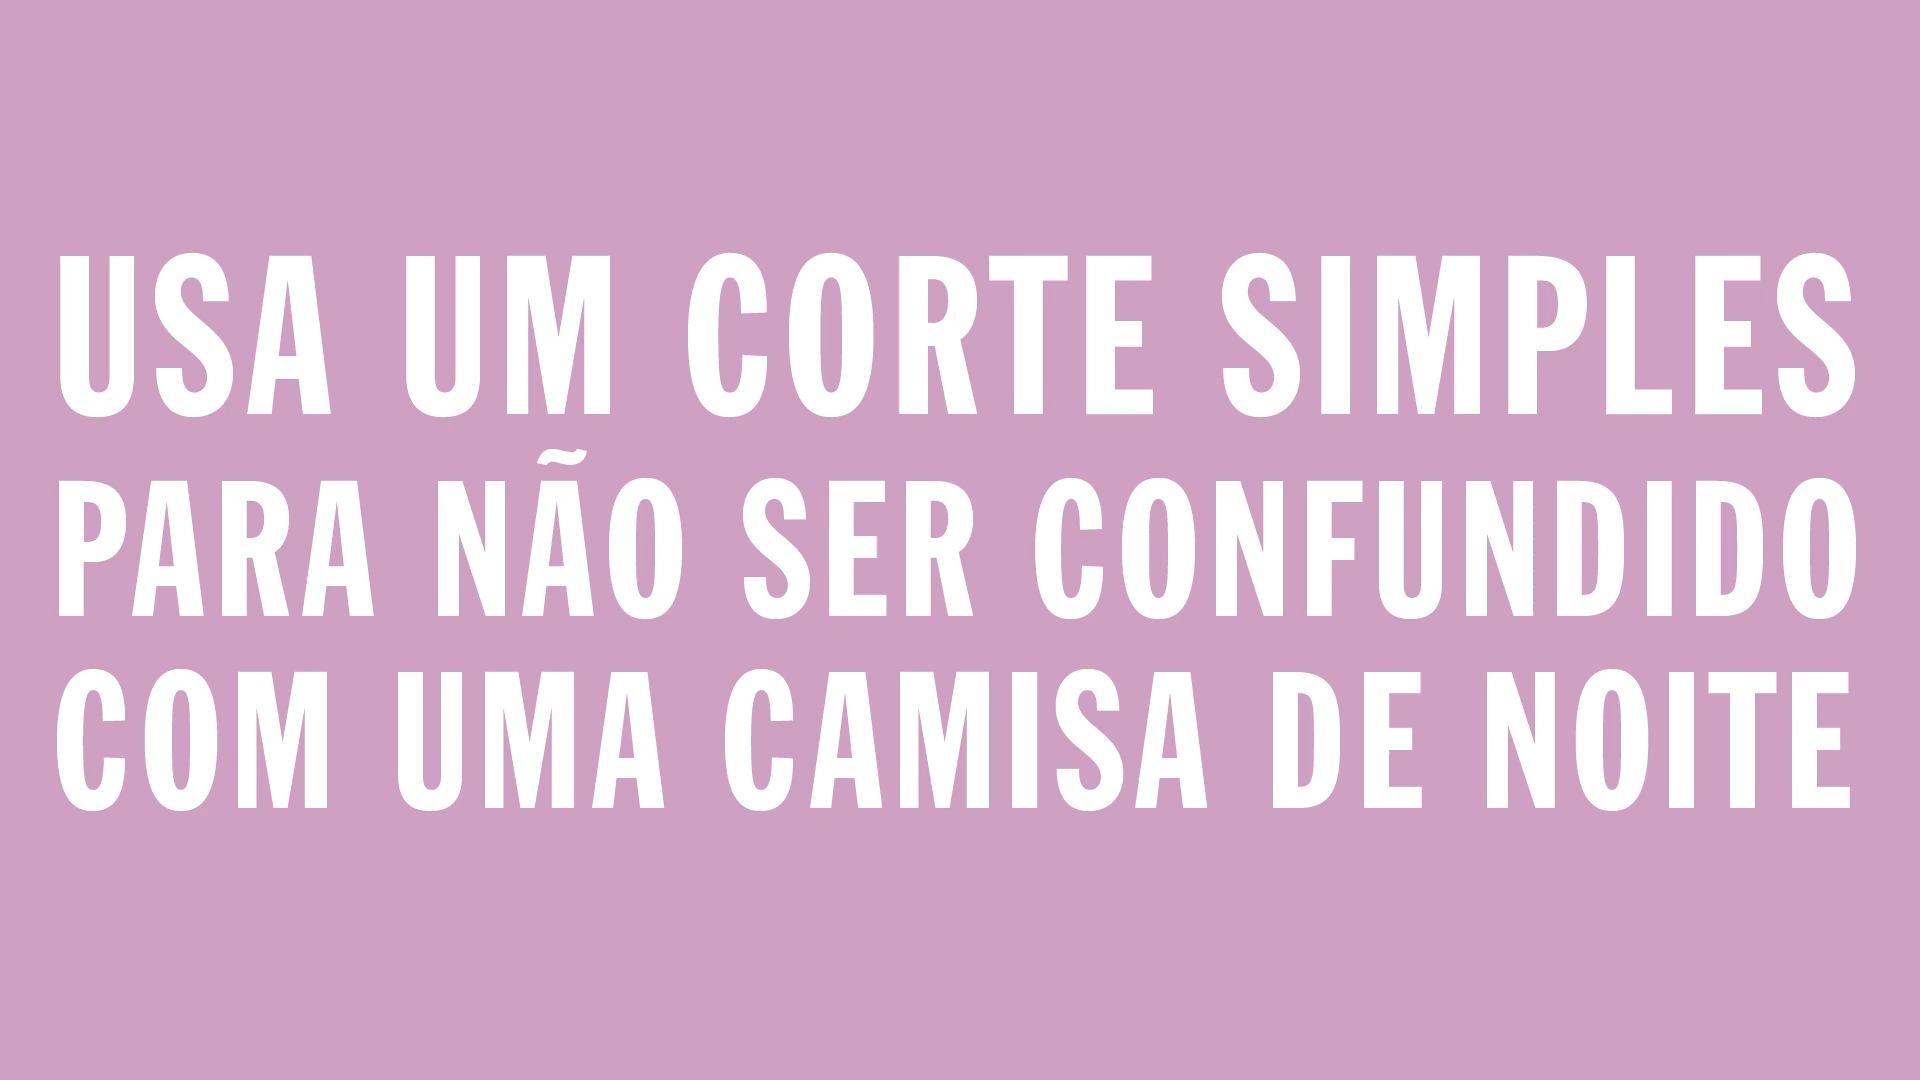 USA UM CORTE SIMPLES
PARA NÃO SER CONFUNDIDO
COM UMA CAMISA DE NOITE